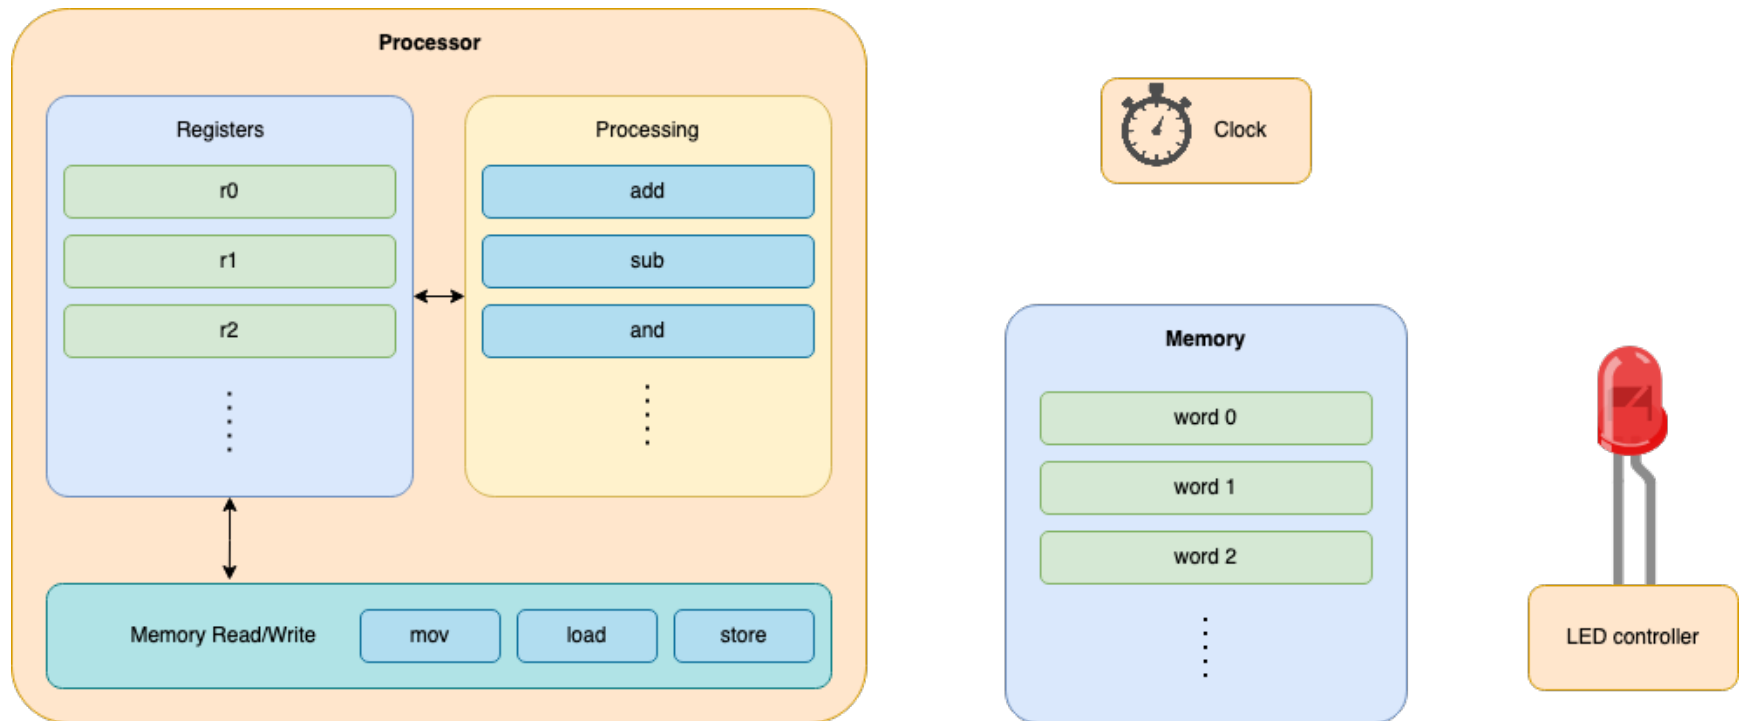 Processor
Registers
r0
r1
r2
Processing
add
sub
and
Memory Read/Write
mov
load
store
Clock
Memory
word 0
word 1
word 2
LED controller